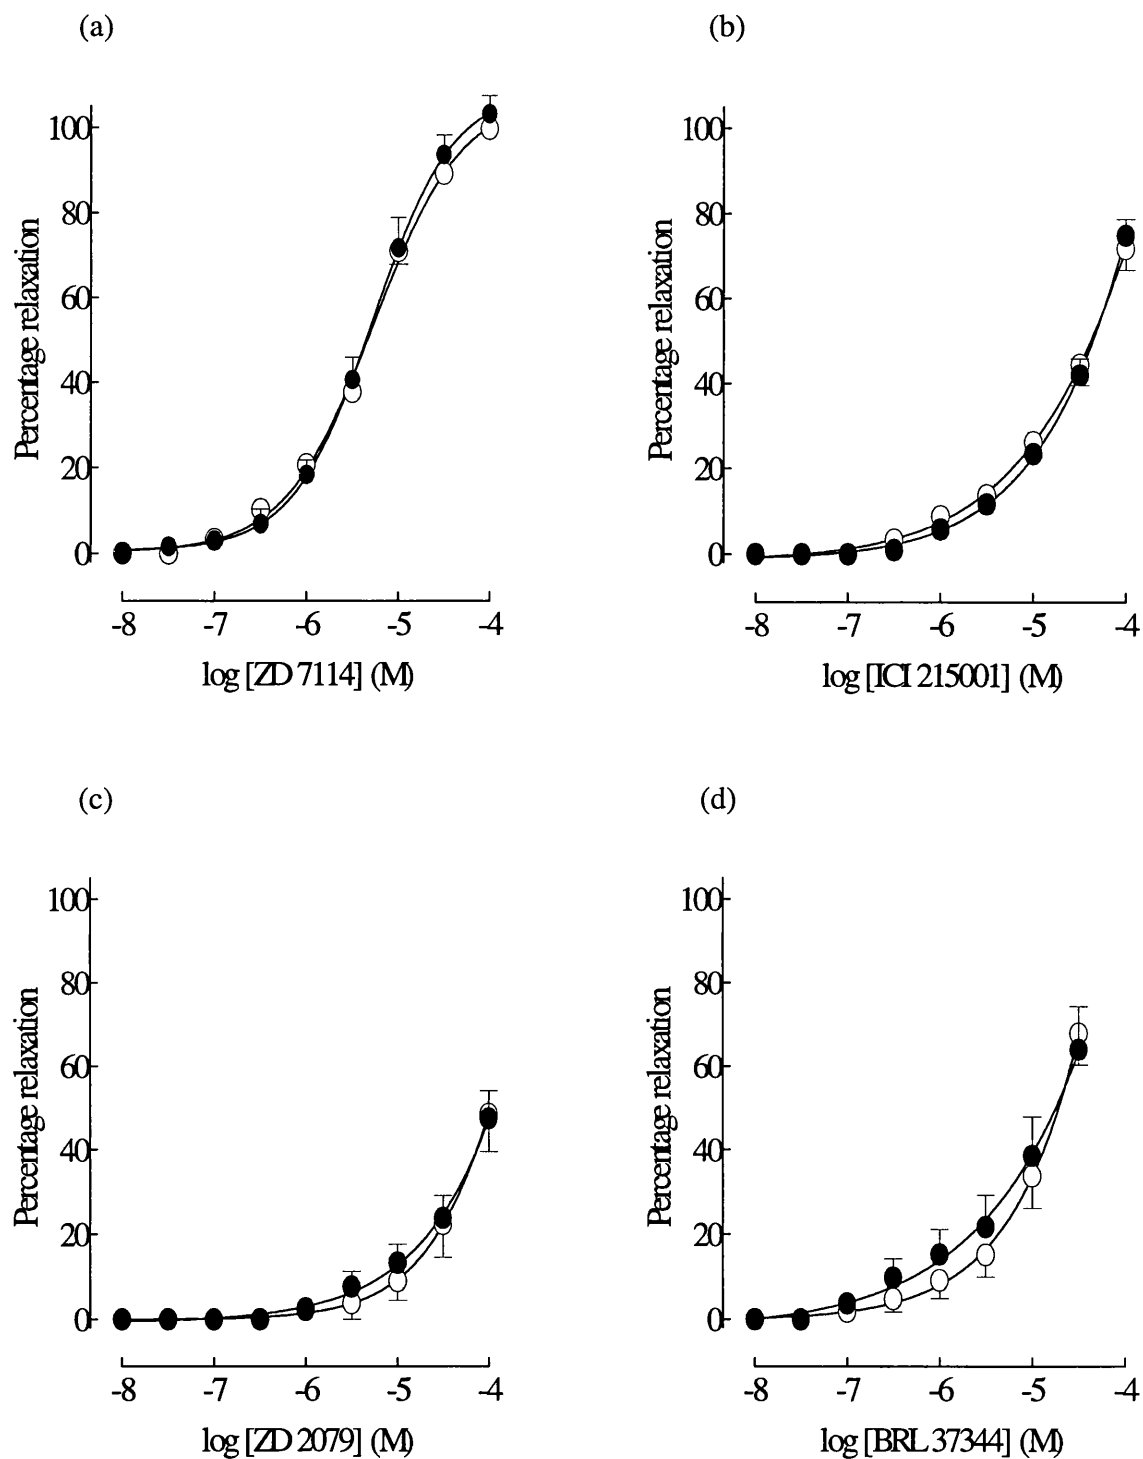 (a)
100
80
60
40
20
0
Percentage relaxation
-8 -7 -6 -5 -4
log [ZD 7114] (M)
(b)
100
80
60
40
20
0
Percentage relaxation
-8 -7 -6 -5 -4
log [ICI 215001] (M)
(c)
100
80
60
40
20
0
Percentage relaxation
-8 -7 -6 -5 -4
log [ZD 2079] (M)
(d)
100
80
60
40
20
0
Percentage relaxation
-8 -7 -6 -5 -4
log [BRL 37344] (M)